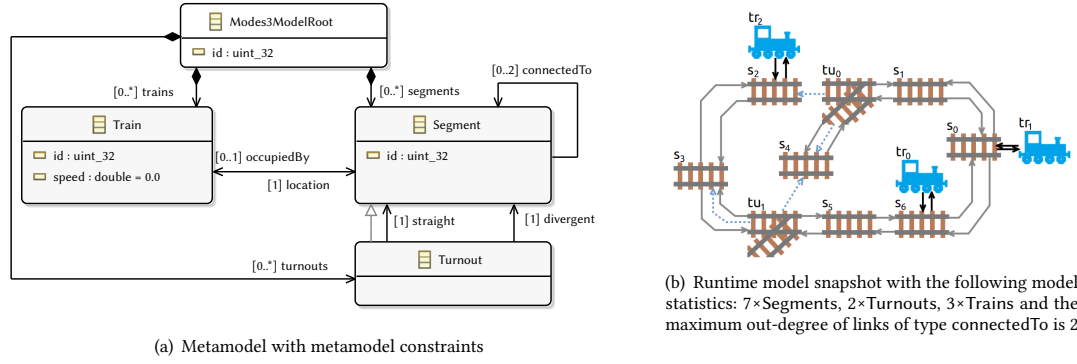 Modes3ModelRoot
id : uint_32
[0..*] trains
[0..*] segments
[0..2] connectedTo
Train
id : uint_32
speed : double = 0.0
Segment
id : uint_32
[0..1] occupiedBy
[1] location
[1] straight
[1] divergent
Turnout
[0..*] turnouts
(a) Metamodel with metamodel constraints
tr2
s2
tu0
s1
s0
tr1
s4
tr0
s3
tu1
s5
s6
(b) Runtime model snapshot with the following model
statistics: 7×Segments, 2×Turnouts, 3×Trains and the
maximum out-degree of links of type connectedTo is 2